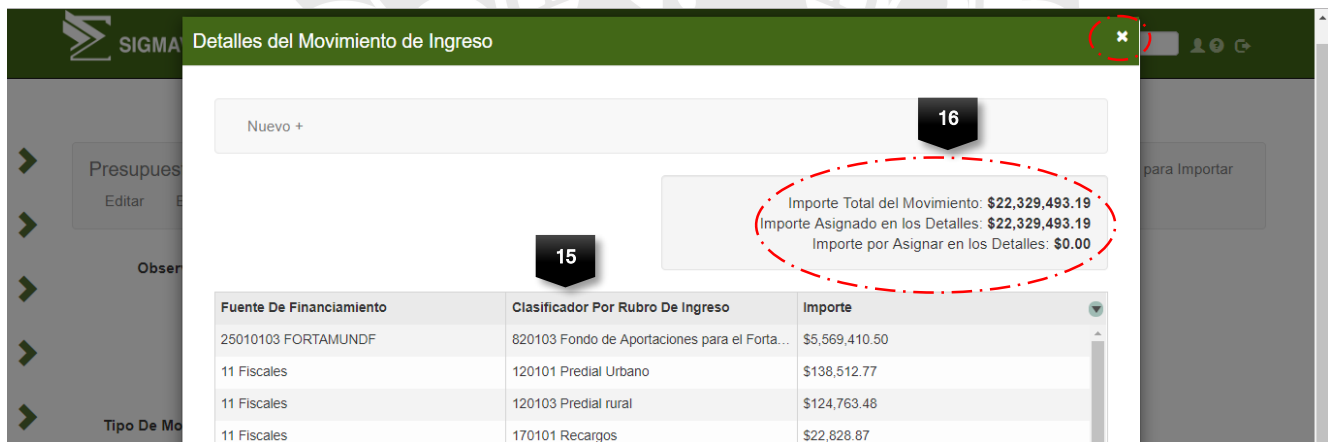 SIGMA
Detalles del Movimiento de Ingreso
Nuevo +
16
Presupues
para Importar
Editar E
Importe Total del Movimiento: $22,329,493.19
Importe Asignado en los Detalles: $22,329,493.19
Importe por Asignar en los Detalles: $0.00
15
Obser
Fuente De Financiamiento Clasificador Por Rubro De Ingreso Importe
25010103 FORTAMUNDF 820103 Fondo de Aportaciones para el Forta... $5,569,410.50
11 Fiscales 120101 Predial Urbano $138,512.77
11 Fiscales 120103 Predial rural $124,763.48
Tipo De Mo
11 Fiscales 170101 Recargos $22,828.87